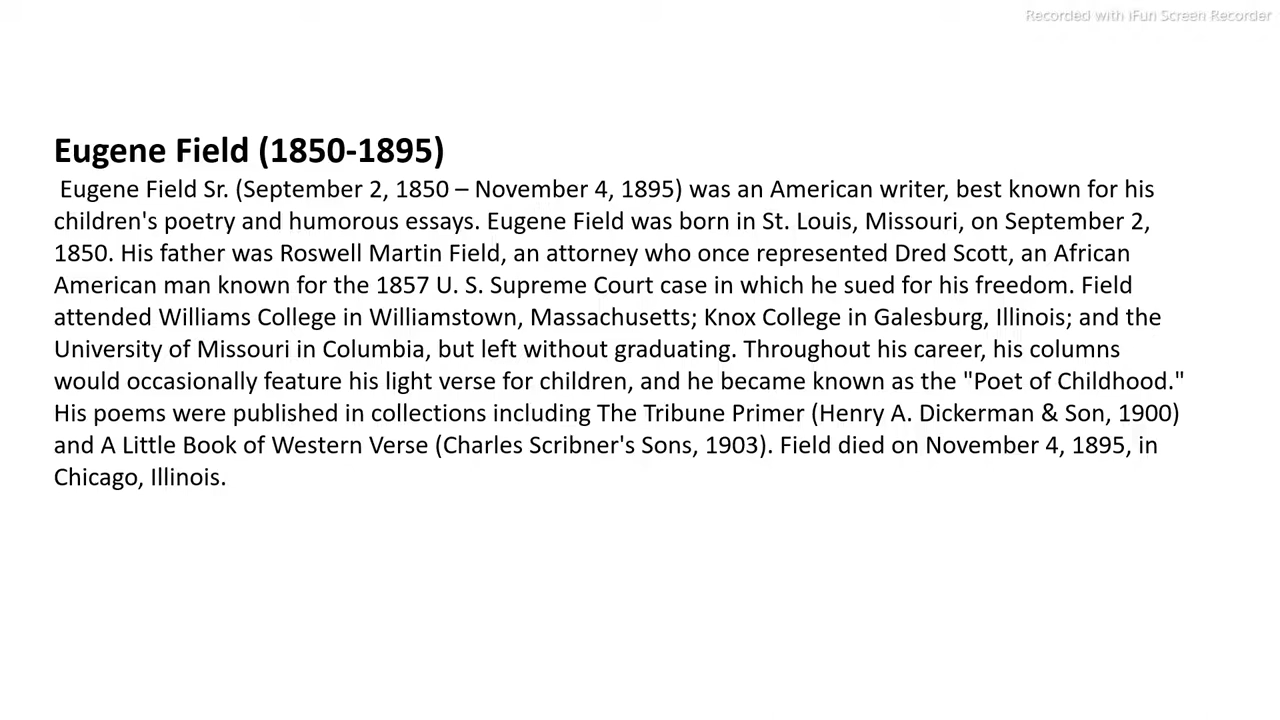 Recorded with iFun Screen Recorder
Eugene Field (1850-1895)
Eugene Field Sr. (September 2, 1850 – November 4, 1895) was an American writer, best known for his
children's poetry and humorous essays. Eugene Field was born in St. Louis, Missouri, on September 2,
1850. His father was Roswell Martin Field, an attorney who once represented Dred Scott, an African
American man known for the 1857 U. S. Supreme Court case in which he sued for his freedom. Field
attended Williams College in Williamstown, Massachusetts; Knox College in Galesburg, Illinois; and the
University of Missouri in Columbia, but left without graduating. Throughout his career, his columns
would occasionally feature his light verse for children, and he became known as the "Poet of Childhood."
His poems were published in collections including The Tribune Primer (Henry A. Dickerman & Son, 1900)
and A Little Book of Western Verse (Charles Scribner's Sons, 1903). Field died on November 4, 1895, in
Chicago, Illinois.